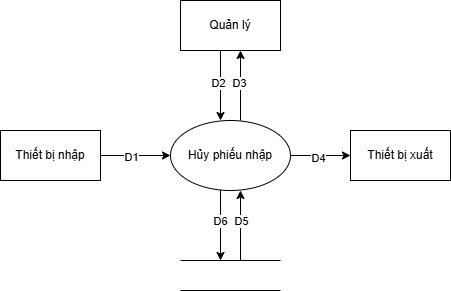 Quản lý
D2
D3
Thiết bị nhập
D1
Hủy phiếu nhập
D4
Thiết bị xuất
D6
D5